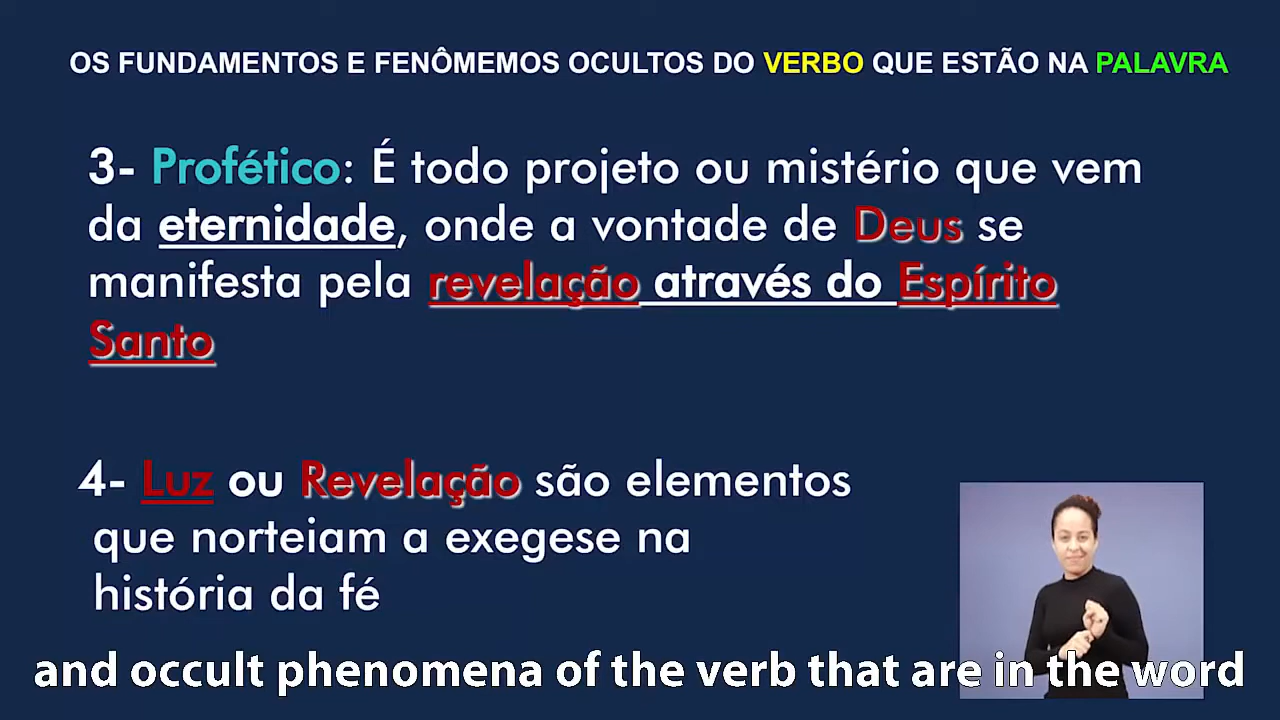 OS FUNDAMENTOS E FENÔMEMOS OCULTOS DO VERBO QUE ESTÃO NA PALAVRA
3- Profético: É todo projeto ou mistério que vem
da eternidade, onde a vontade de Deus se
manifesta pela revelação através do Espírito
Santo
4- Luz ou Revelação são elementos
que norteiam a exegese na
história da fé
and occult phenomena of the verb that are in the word